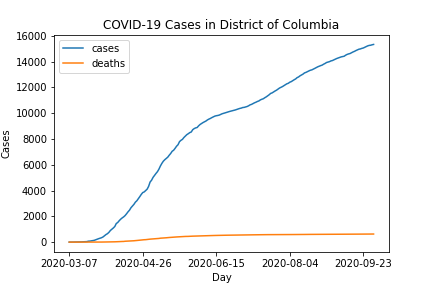 COVID-19 Cases in District of Columbia
cases
deaths
Cases
16000
14000
12000
10000
8000
6000
4000
2000
0
2020-03-07 2020-04-26 2020-06-15 2020-08-04 2020-09-23
Day